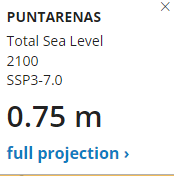 PUNTARENAS
Total Sea Level
2100
SSP3-7.0
0.75 m
full projection ›